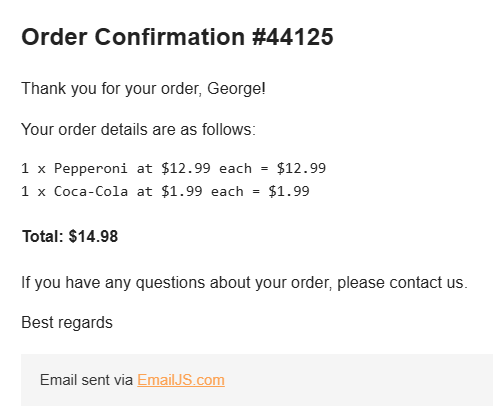 Order Confirmation #44125
Thank you for your order, George!
Your order details are as follows:
1 x Pepperoni at $12.99 each = $12.99
1 x Coca-Cola at $1.99 each = $1.99
Total: $14.98
If you have any questions about your order, please contact us.
Best regards
Email sent via EmailJS.com